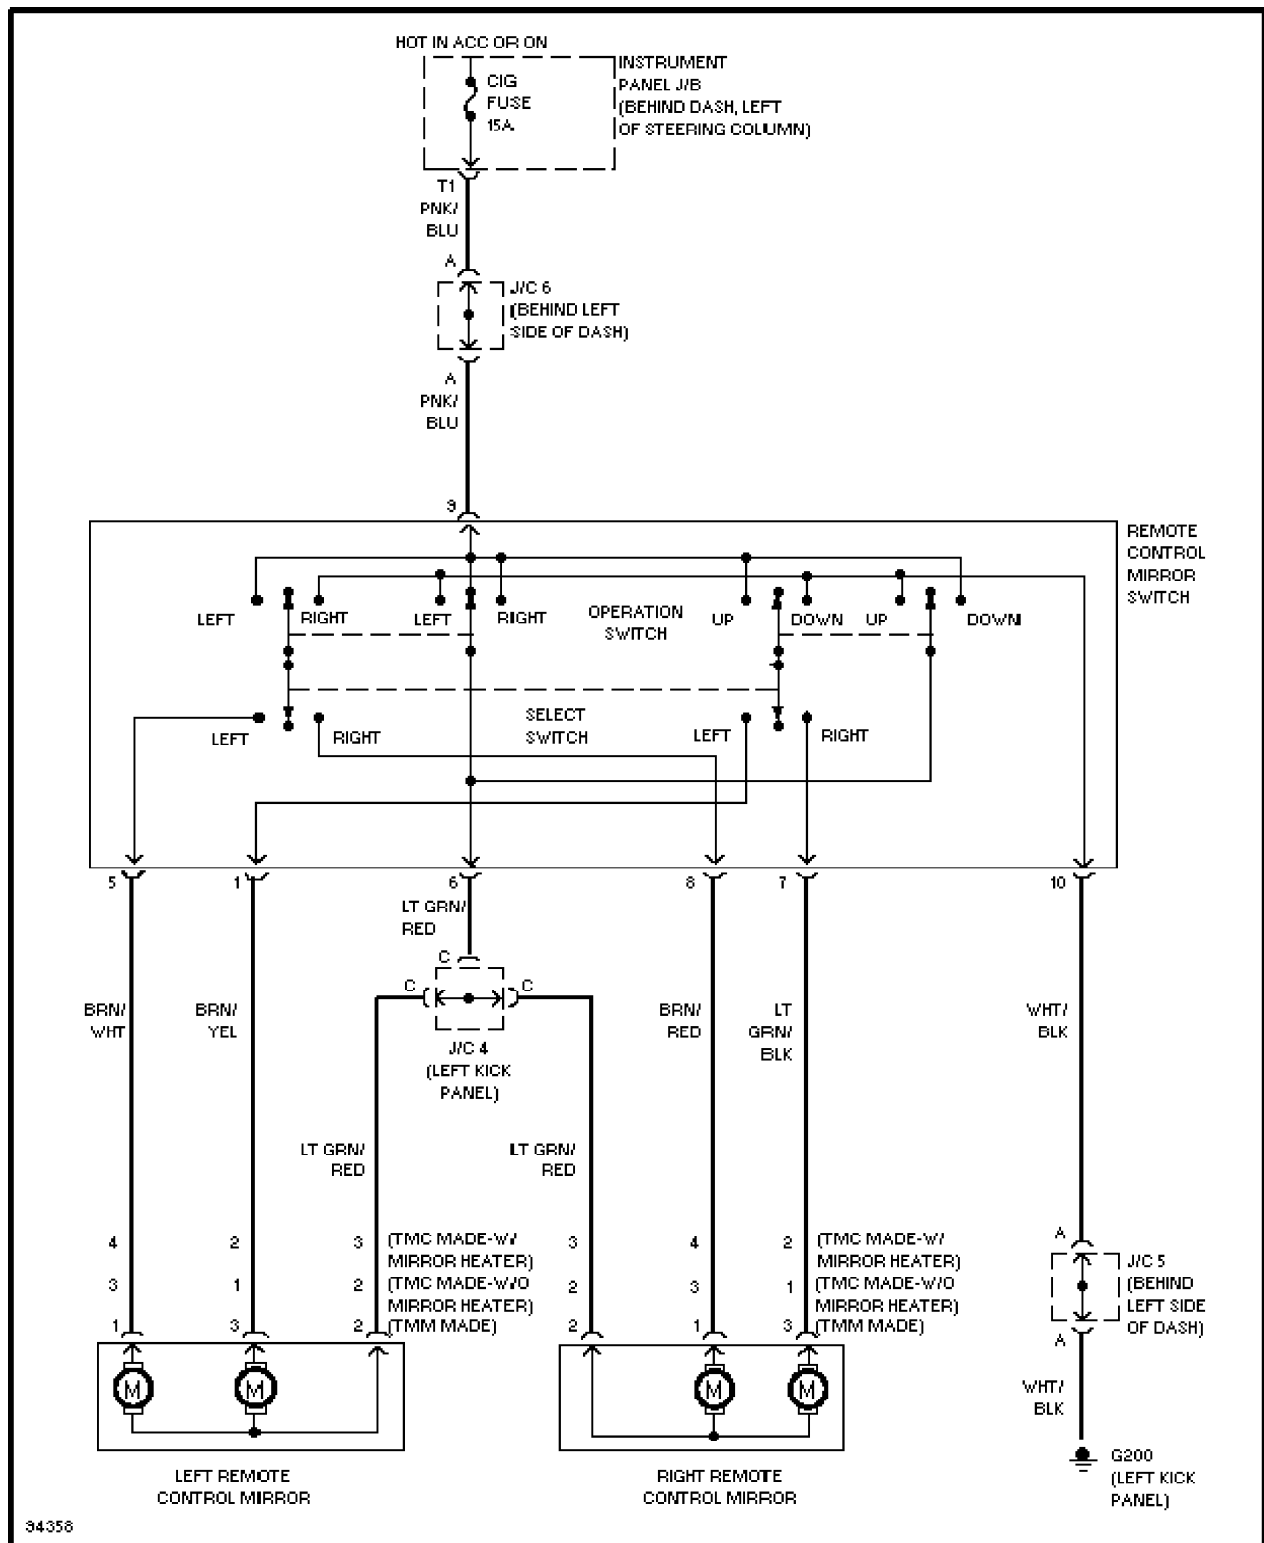 HOT IN ACC OR ON
CIG
FUSE
15A
INSTRUMENT
PANEL J/B
(BEHIND DASH, LEFT
OF STEERING COLUMN)
T1
PNK/
BLU
A
J/C 6
(BEHIND LEFT
SIDE OF DASH)
A
PNK/
BLU
9
REMOTE
CONTROL
MIRROR
SWITCH
LEFT
RIGHT
LEFT
RIGHT
OPERATION
SWITCH
UP
DOWN
UP
DOWN
LEFT
RIGHT
SELECT
SWITCH
LEFT
RIGHT
5
1
6
8
7
10
LT GRN/
RED
C
C
C
J/C 4
(LEFT KICK
PANEL)
BRN/
WHT
BRN/
YEL
BRN/
RED
LT
GRN/
BLK
WHT/
BLK
LT GRN/
RED
LT GRN/
RED
4 2 3 (TMC MADE-W/
MIRROR HEATER)
3 1 2 (TMC MADE-W/O
MIRROR HEATER)
1 3 2 (TMM MADE)
3 4 2 (TMC MADE-W/
MIRROR HEATER)
2 3 1 (TMC MADE-W/O
MIRROR HEATER)
2 1 3 (TMM MADE)
A
J/C 5
(BEHIND
LEFT SIDE
OF DASH)
A
WHT/
BLK
M
M
M
M
G200
(LEFT KICK
PANEL)
LEFT REMOTE
CONTROL MIRROR
RIGHT REMOTE
CONTROL MIRROR
94358